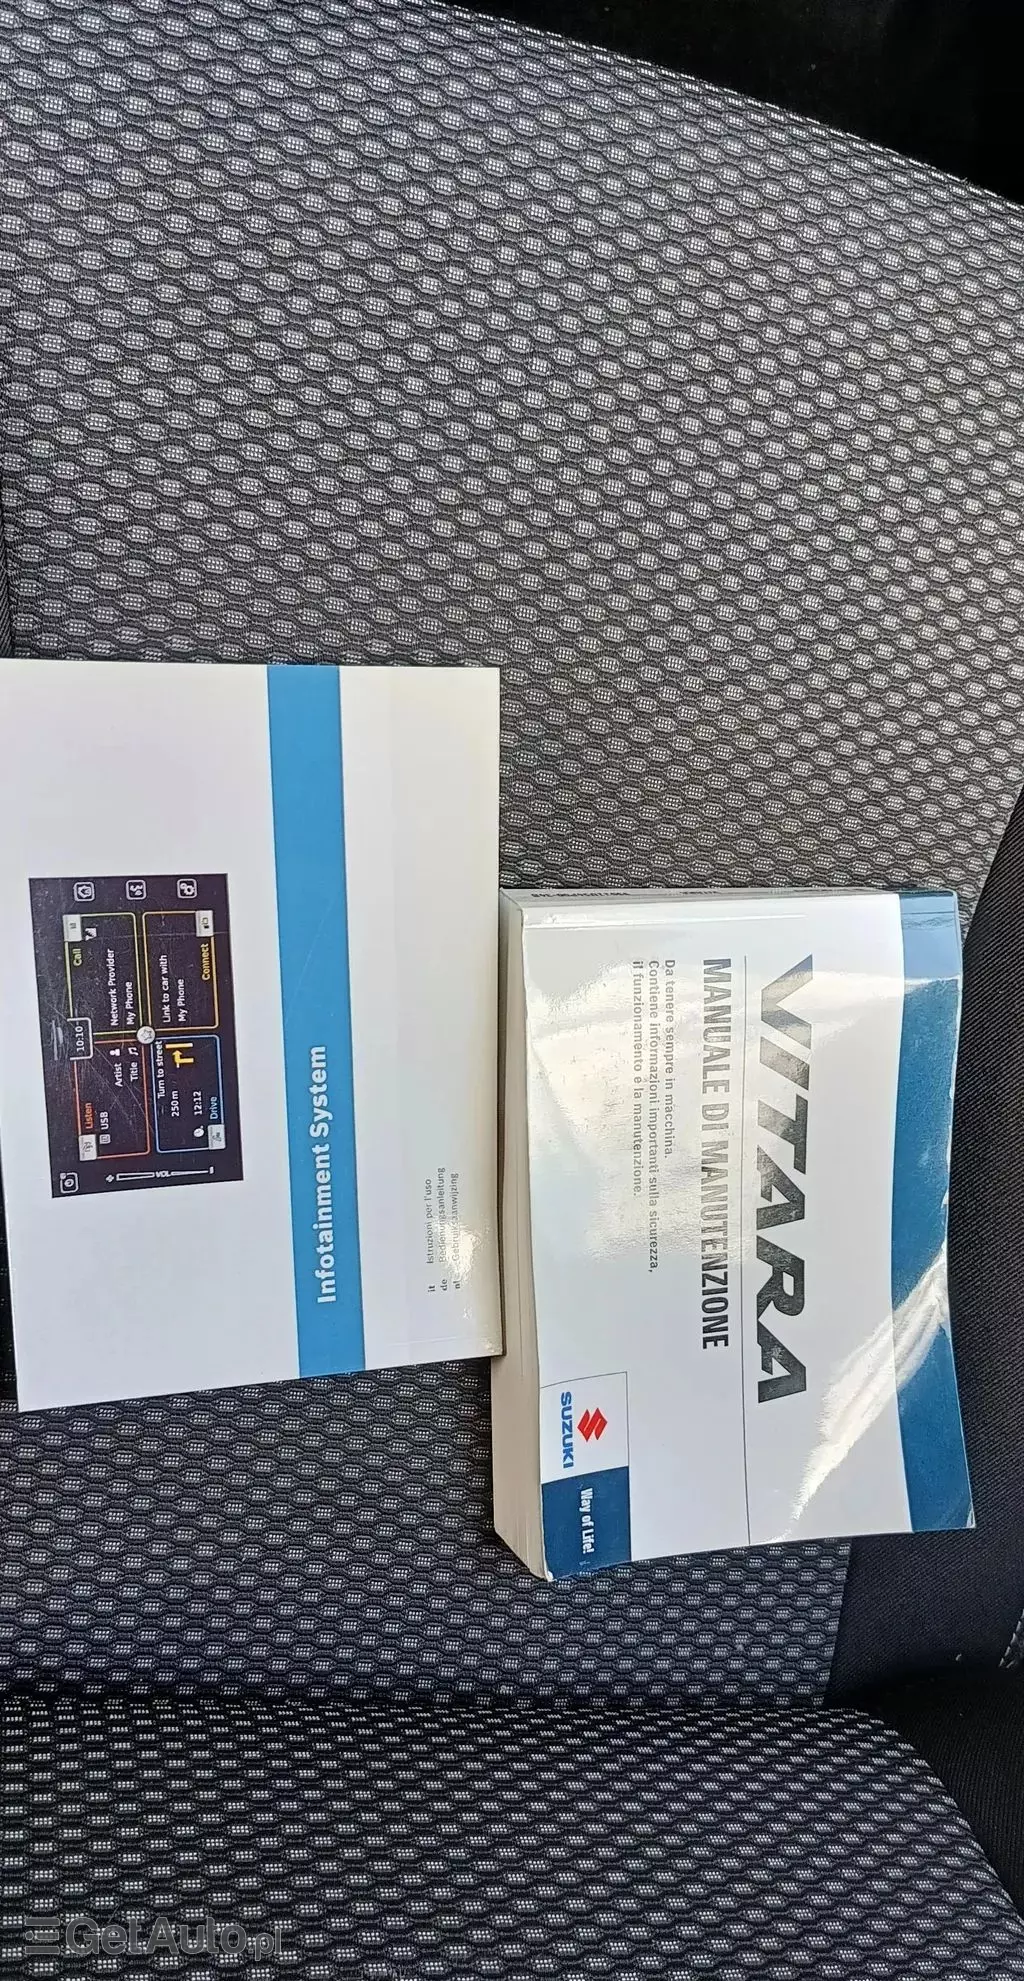 Call
Network Provider
My Phone
Link to car with
My Phone
Connect
10:10
Listen
USB
Artist
Title
Turn to street
250m
12:12
Drive
VOL
Infotainment System
it Istruzioni per l'uso
de Bedienungsanleitung
nl Gebruiksaanwijzing
VITARA
MANUALE DI MANUTENZIONE
Da tenere sempre in macchina.
Contiene informazioni importanti sulla sicurezza,
il funzionamento e la manutenzione.
SUZUKI
Way of Life!
GetAuto.pl